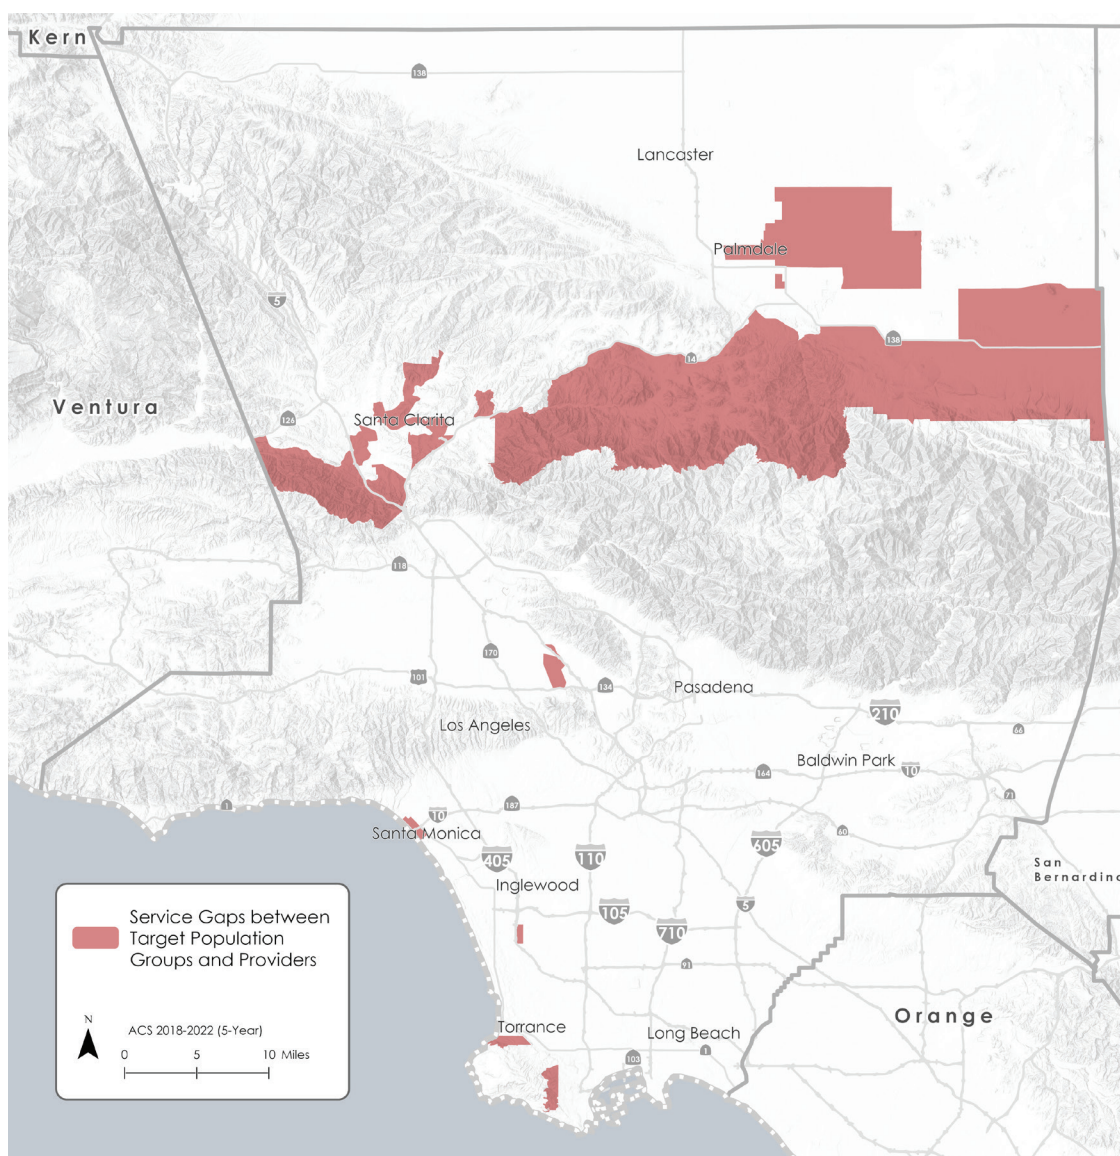 Kern
138
Lancaster
Palmdale
5
138
14
Ventura
126
Santa Clarita
118
170
101
134
Pasadena
210
Los Angeles
66
Baldwin Park
10
164
71
1
187
10
Santa Monica
60
405
110
605
San
Bernardino
Inglewood
105
5
710
91
Service Gaps between
Target Population
Groups and Providers
Orange
Torrance
Long Beach
N
ACS 2018-2022 (5-Year)
1
103
0 5 10 Miles